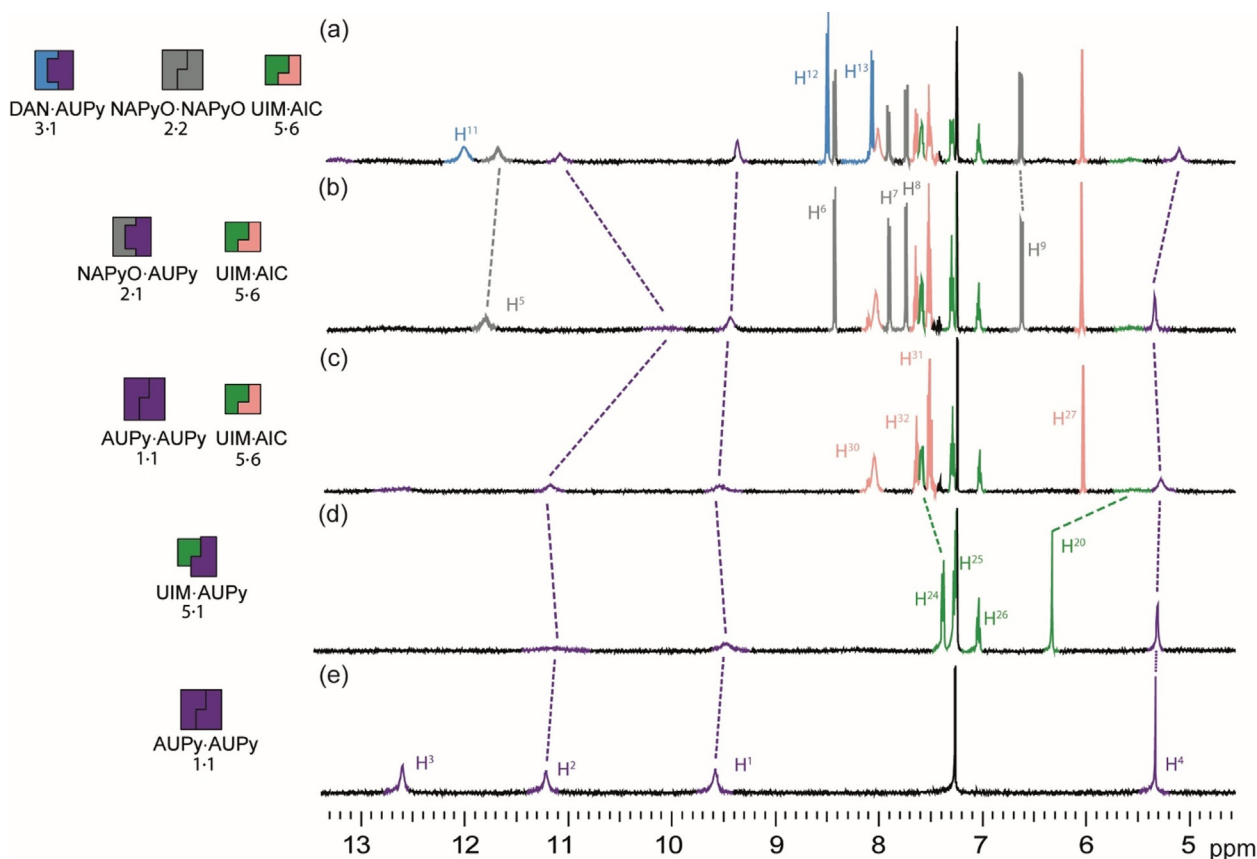 (a)
DAN·AUPy NAPyO·NAPyO UIM·AIC
3·1 2·2 5·6
H¹¹ H¹² H¹³
(b)
NAPyO·AUPy UIM·AIC
2·1 5·6
H⁵ H⁶ H⁷ H⁸ H⁹
(c)
AUPy·AUPy UIM·AIC
1·1 5·6
H³⁰ H³² H³¹ H²⁷
(d)
UIM·AUPy
5·1
H²⁴ H²⁵ H²⁶ H²⁰
(e)
AUPy·AUPy
1·1
H³ H² H¹ H⁴
13 12 11 10 9 8 7 6 5 ppm